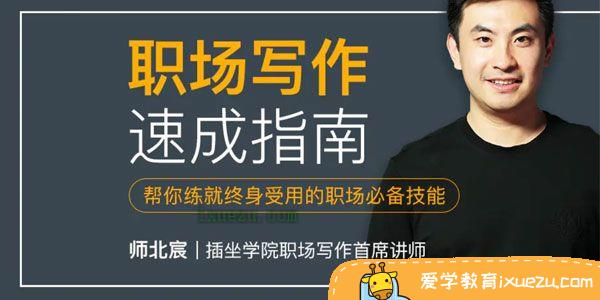 职场写作
速成指南
帮你练就终身受用的职场必备技能
ixuezu.com
师北宸｜插坐学院职场写作首席讲师
爱学教育ixuezu.com